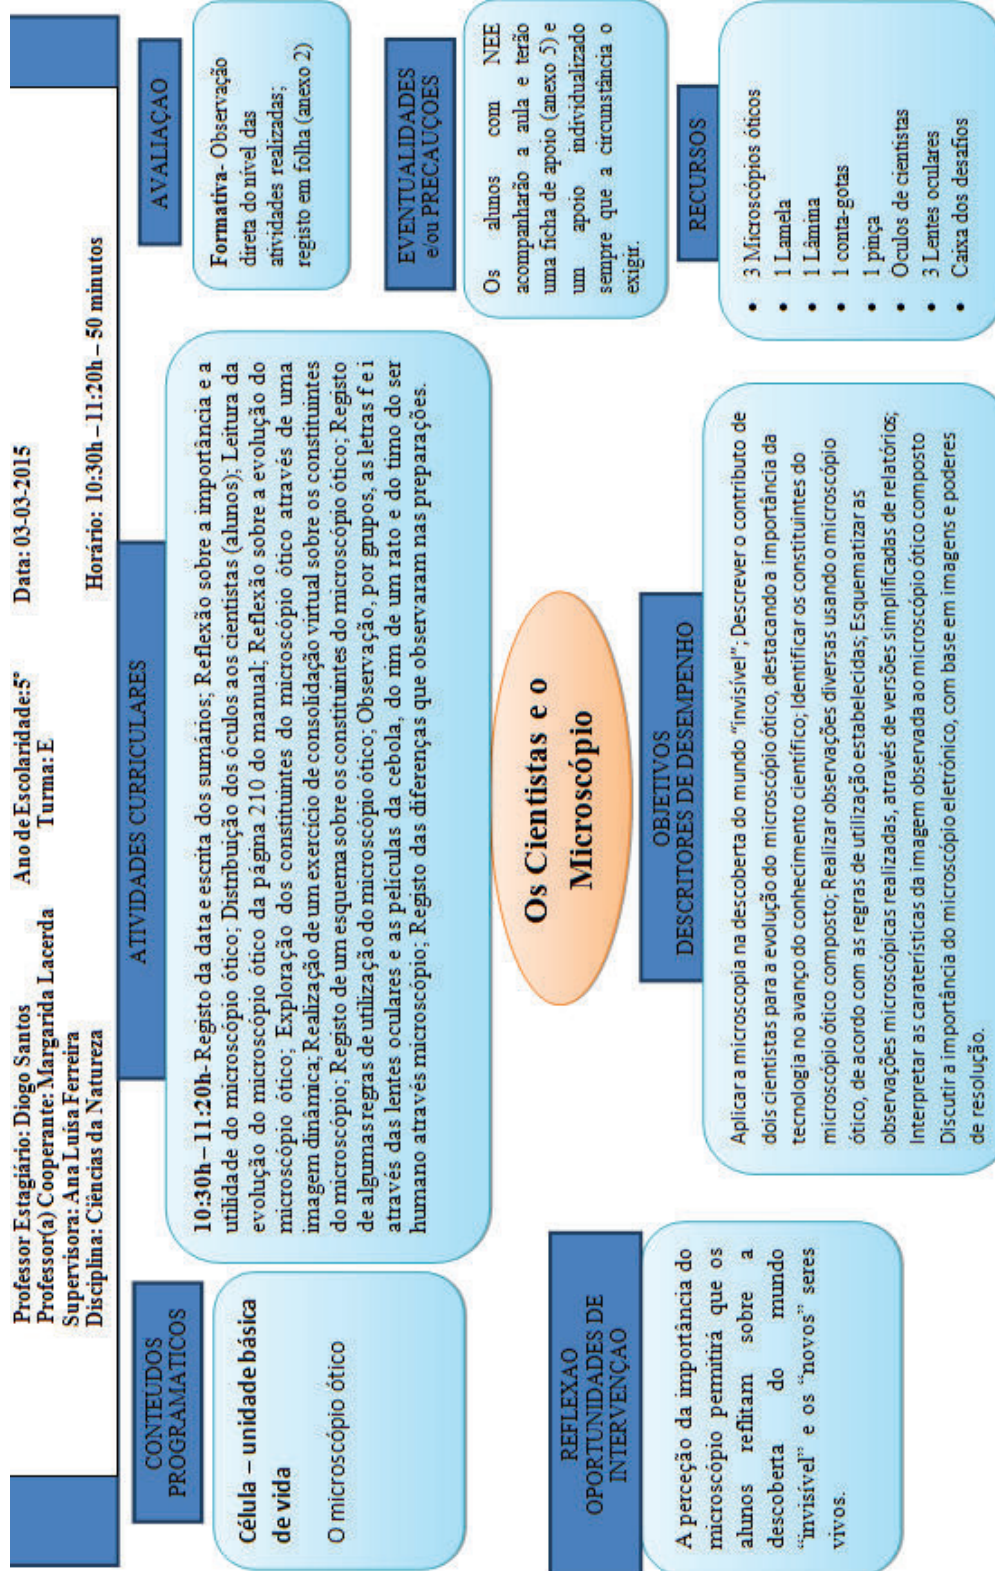 Professor Estagiário: Diogo Santos
Professor(a) Cooperante: Margarida Lacerda
Supervisora: Ana Luísa Ferreira
Disciplina: Ciências da Natureza
Ano de Escolaridade:5º
Turma: E
Data: 03-03-2015
Horário: 10:30h – 11:20h – 50 minutos
CONTEUDOS
PROGRAMATICOS
Célula – unidade básica
de vida
O microscópio ótico
ATIVIDADES CURRICULARES
10:30h – 11:20h- Registo da data e escrita dos sumários; Reflexão sobre a importância e a
utilidade do microscópio ótico; Distribuição dos óculos aos cientistas (alunos); Leitura da
evolução do microscópio ótico da página 210 do manual; Reflexão sobre a evolução do
microscópio ótico; Exploração dos constituintes do microscópio ótico através de uma
imagem dinâmica; Realização de um exercício de consolidação virtual sobre os constituintes
do microscópio; Registo de um esquema sobre os constituintes do microscópio ótico; Registo
de algumas regras de utilização do microscópio ótico; Observação, por grupos, as letras f e i
através das lentes oculares e as películas da cebola, do rim de um rato e do timo do ser
humano através microscópio; Registo das diferenças que observaram nas preparações.
AVALIAÇAO
Formativa- Observação
direta do nível das
atividades realizadas;
registo em folha (anexo 2)
Os Cientistas e o
Microscópio
EVENTUALIDADES
e/ou PRECAUÇOES
Os alunos com NEE
acompanharão a aula e terão
uma ficha de apoio (anexo 5) e
um apoio individualizado
sempre que a circunstância o
exigir.
REFLEXAO
OPORTUNIDADES DE
INTERVENÇAO
A perceção da importância do
microscópio permitirá que os
alunos reflitam sobre a
descoberta do mundo
“invisível” e os “novos” seres
vivos.
OBJETIVOS
DESCRITORES DE DESEMPENHO
Aplicar a microscopia na descoberta do mundo “invisível”; Descrever o contributo de
dois cientistas para a evolução do microscópio ótico, destacando a importância da
tecnologia no avanço do conhecimento científico; Identificar os constituintes do
microscópio ótico composto; Realizar observações diversas usando o microscópio
ótico, de acordo com as regras de utilização estabelecidas; Esquematizar as
observações microscópicas realizadas, através de versões simplificadas de relatórios;
Interpretar as caraterísticas da imagem observada ao microscópio ótico composto
Discutir a importância do microscópio eletrónico, com base em imagens e poderes
de resolução.
RECURSOS
• 3 Microscópios óticos
• 1 Lamela
• 1 Lâmina
• 1 conta-gotas
• 1 pinça
• Óculos de cientistas
• 3 Lentes oculares
• Caixa dos desafios